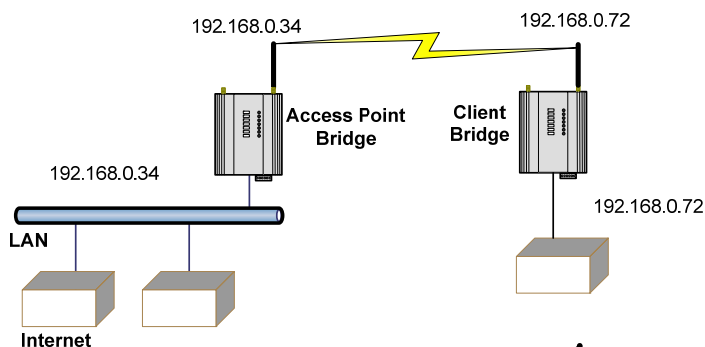 192.168.0.34
192.168.0.72
Access Point
Bridge
Client
Bridge
192.168.0.34
192.168.0.72
LAN
Internet